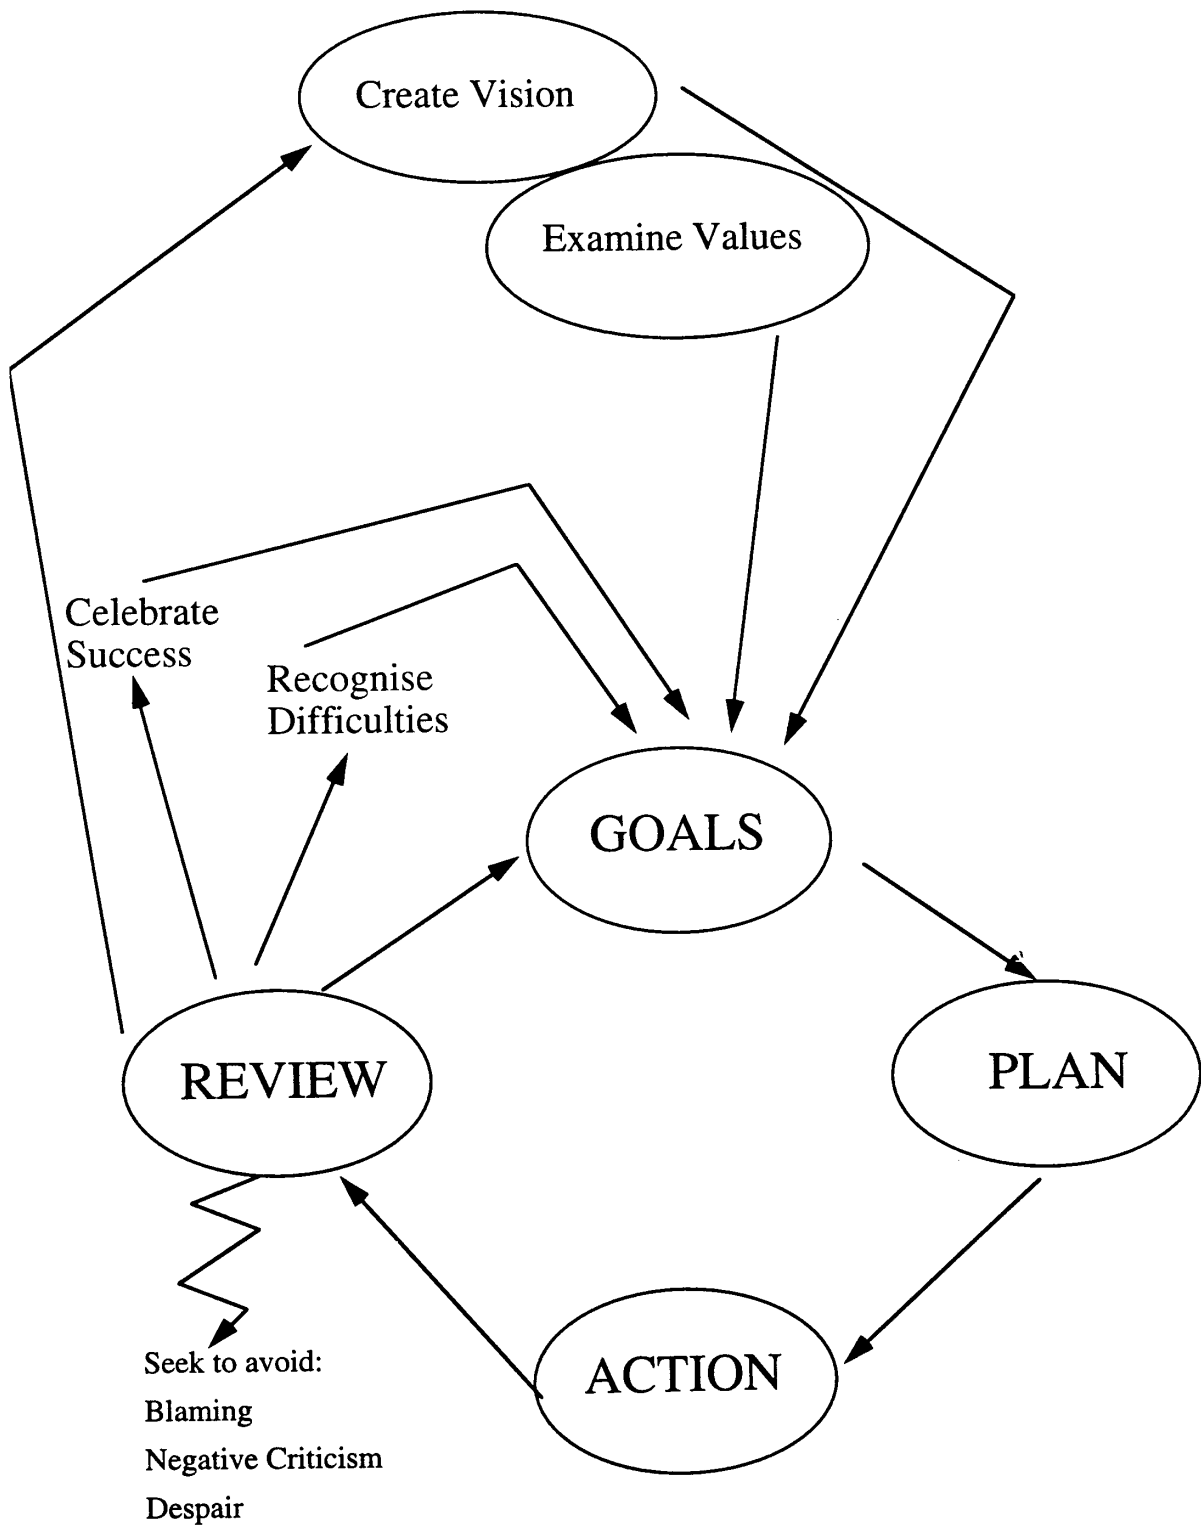 Create Vision
Examine Values
Celebrate
Success
Recognise
Difficulties
GOALS
REVIEW
PLAN
ACTION
Seek to avoid:
Blaming
Negative Criticism
Despair